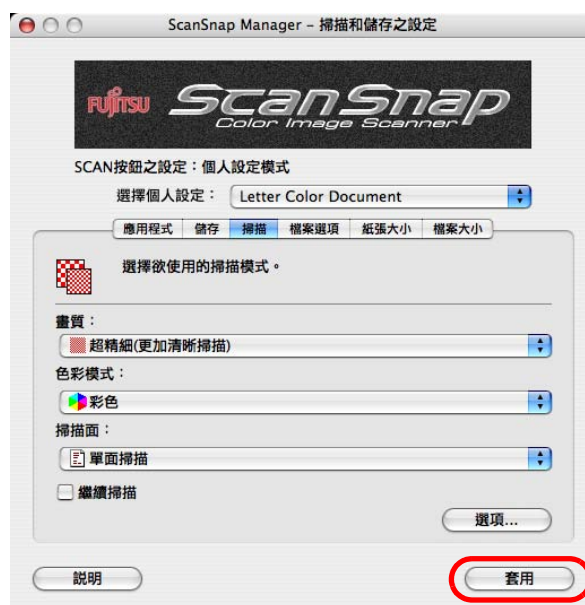 ScanSnap Manager – 掃描和儲存之設定
FUJITSU ScanSnap
Color Image Scanner
SCAN按鈕之設定：個人設定模式
選擇個人設定： Letter Color Document
應用程式 儲存 掃描 檔案選項 紙張大小 檔案大小
選擇欲使用的掃描模式。
畫質：
超精細(更加清晰掃描)
色彩模式：
彩色
掃描面：
單面掃描
繼續掃描
選項...
說明 套用